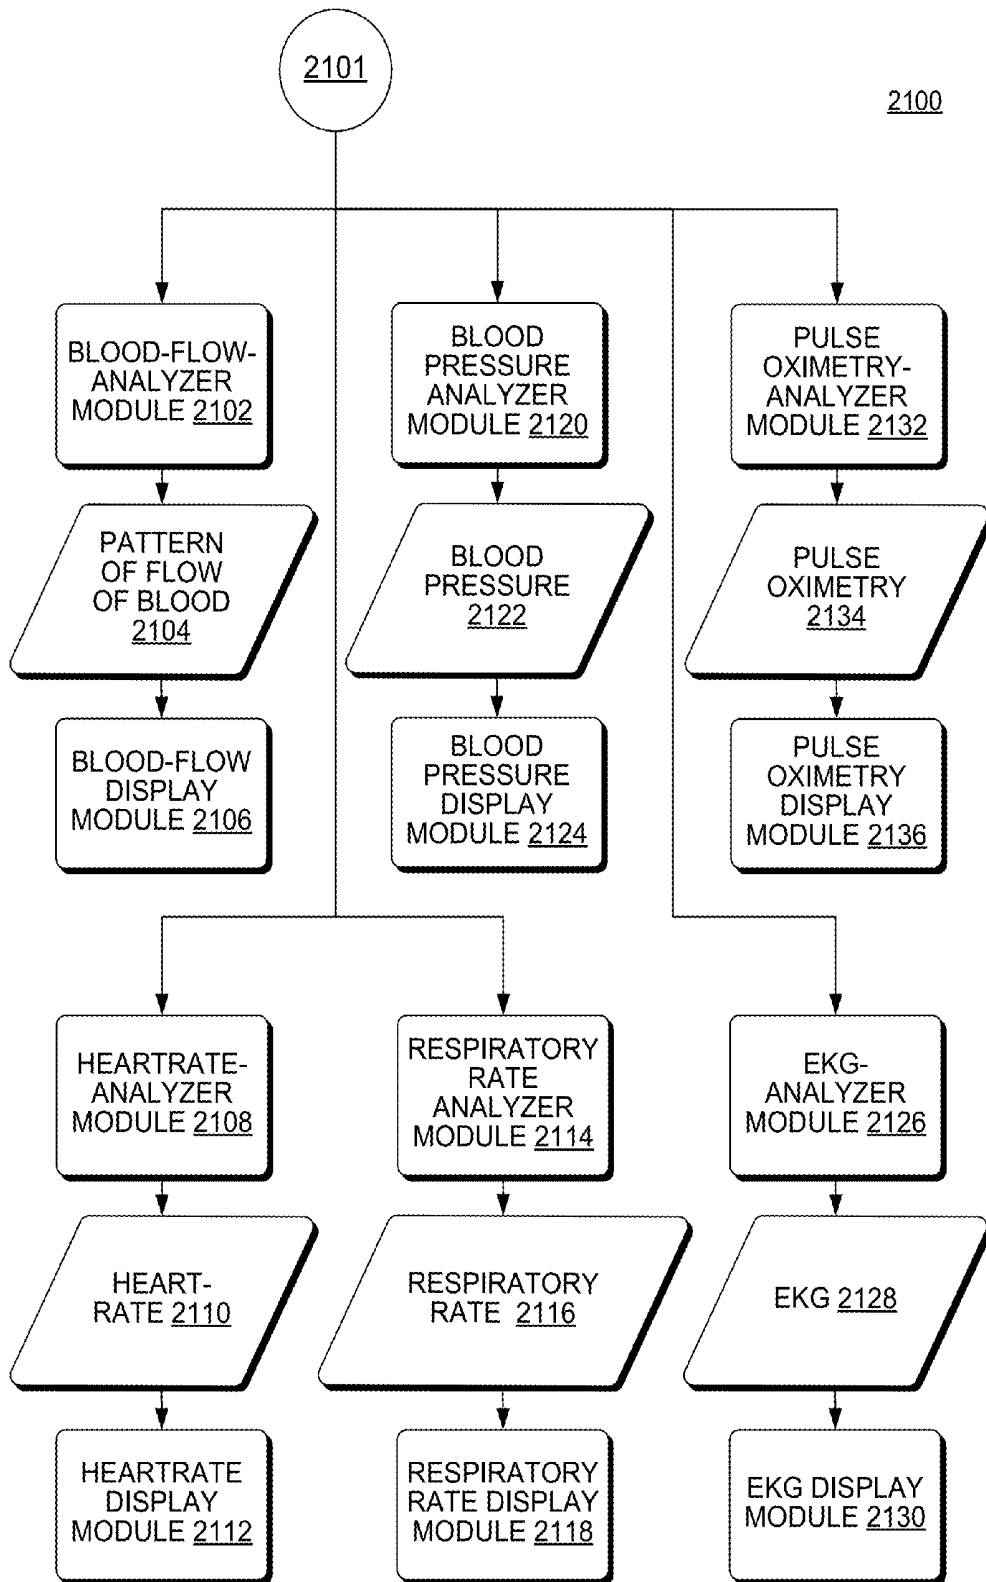 2101
2100
BLOOD-FLOW-
ANALYZER
MODULE 2102
BLOOD
PRESSURE
ANALYZER
MODULE 2120
PULSE
OXIMETRY-
ANALYZER
MODULE 2132
PATTERN
OF FLOW
OF BLOOD
2104
BLOOD
PRESSURE
2122
PULSE
OXIMETRY
2134
BLOOD-FLOW
DISPLAY
MODULE 2106
BLOOD
PRESSURE
DISPLAY
MODULE 2124
PULSE
OXIMETRY
DISPLAY
MODULE 2136
HEARTRATE-
ANALYZER
MODULE 2108
RESPIRATORY
RATE
ANALYZER
MODULE 2114
EKG-
ANALYZER
MODULE 2126
HEART-
RATE 2110
RESPIRATORY
RATE 2116
EKG 2128
HEARTRATE
DISPLAY
MODULE 2112
RESPIRATORY
RATE DISPLAY
MODULE 2118
EKG DISPLAY
MODULE 2130